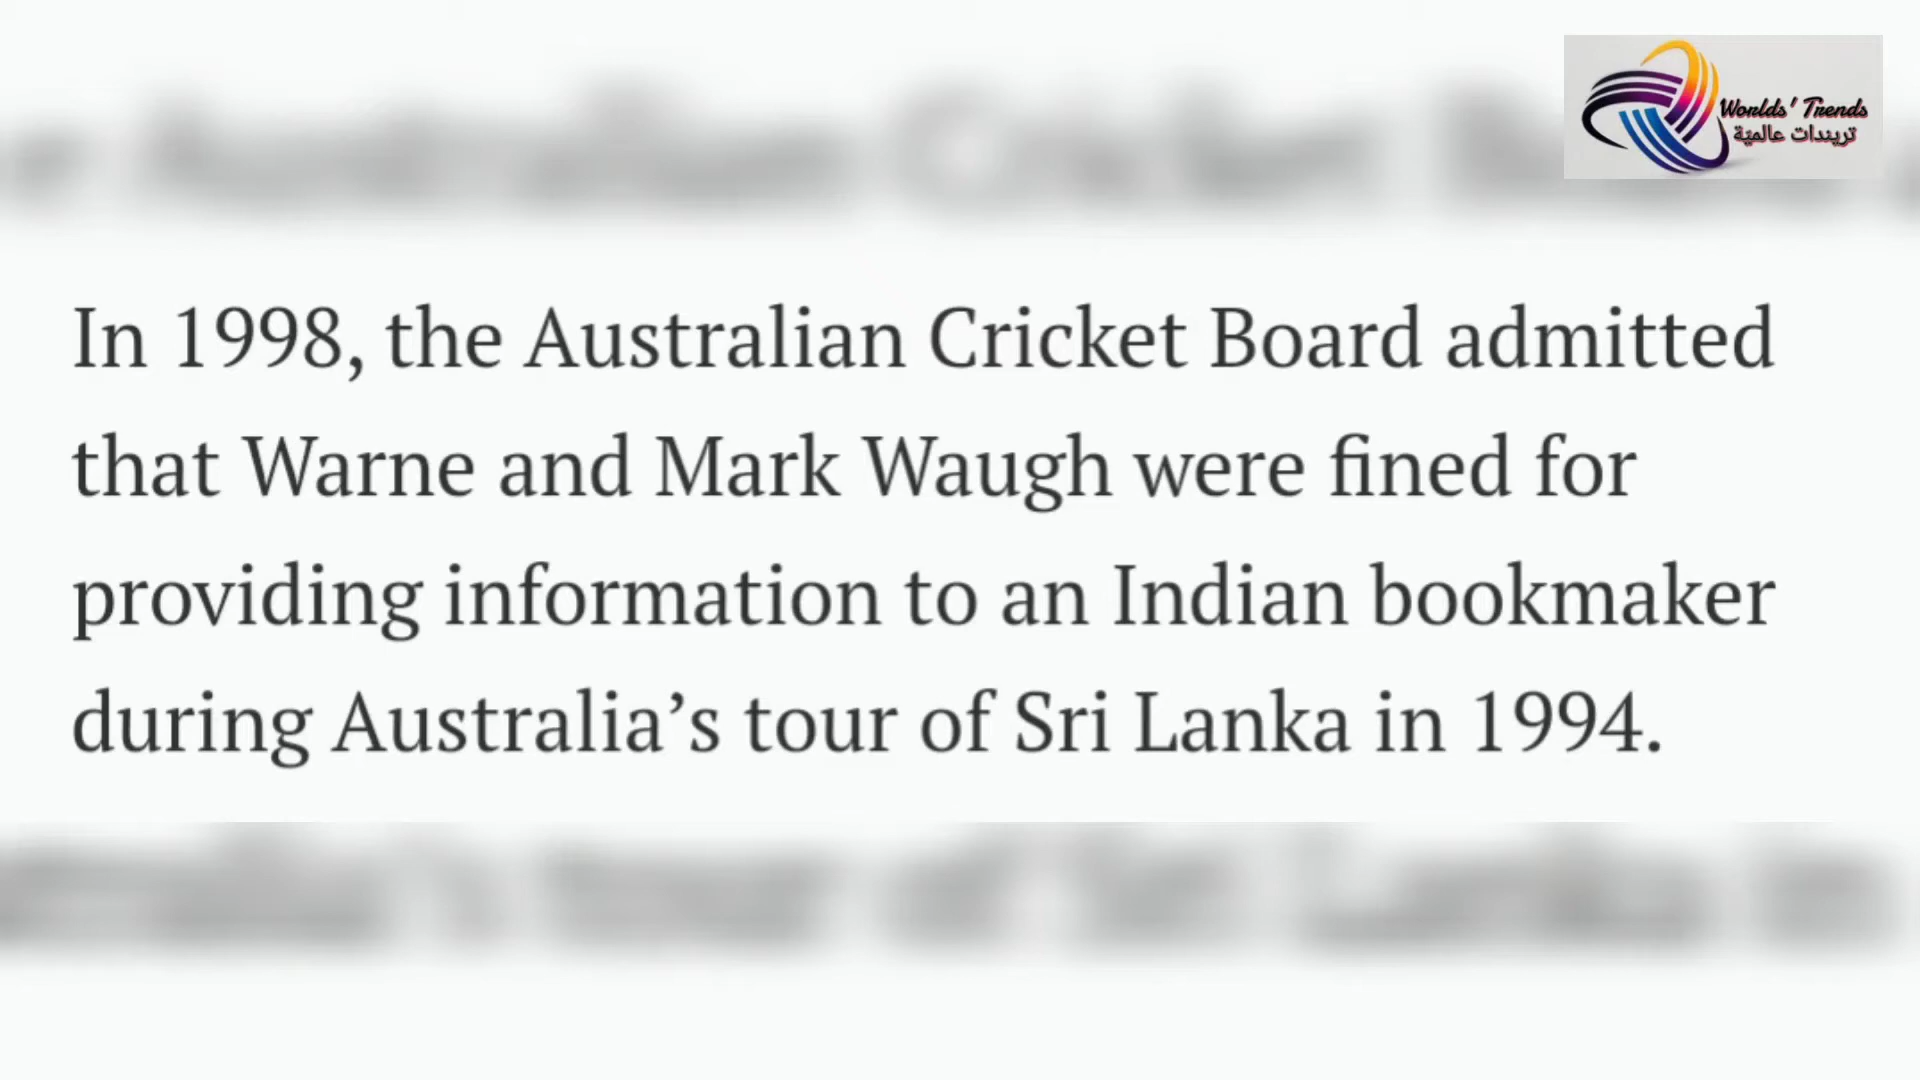 Worlds' Trends
تريندات عالميّة
In 1998, the Australian Cricket Board admitted
that Warne and Mark Waugh were fined for
providing information to an Indian bookmaker
during Australia’s tour of Sri Lanka in 1994.